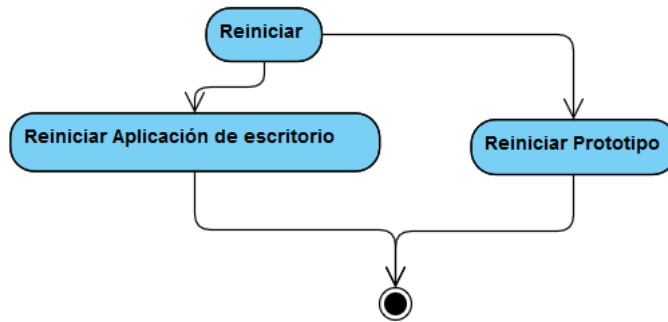 Reiniciar
Reiniciar Aplicación de escritorio
Reiniciar Prototipo